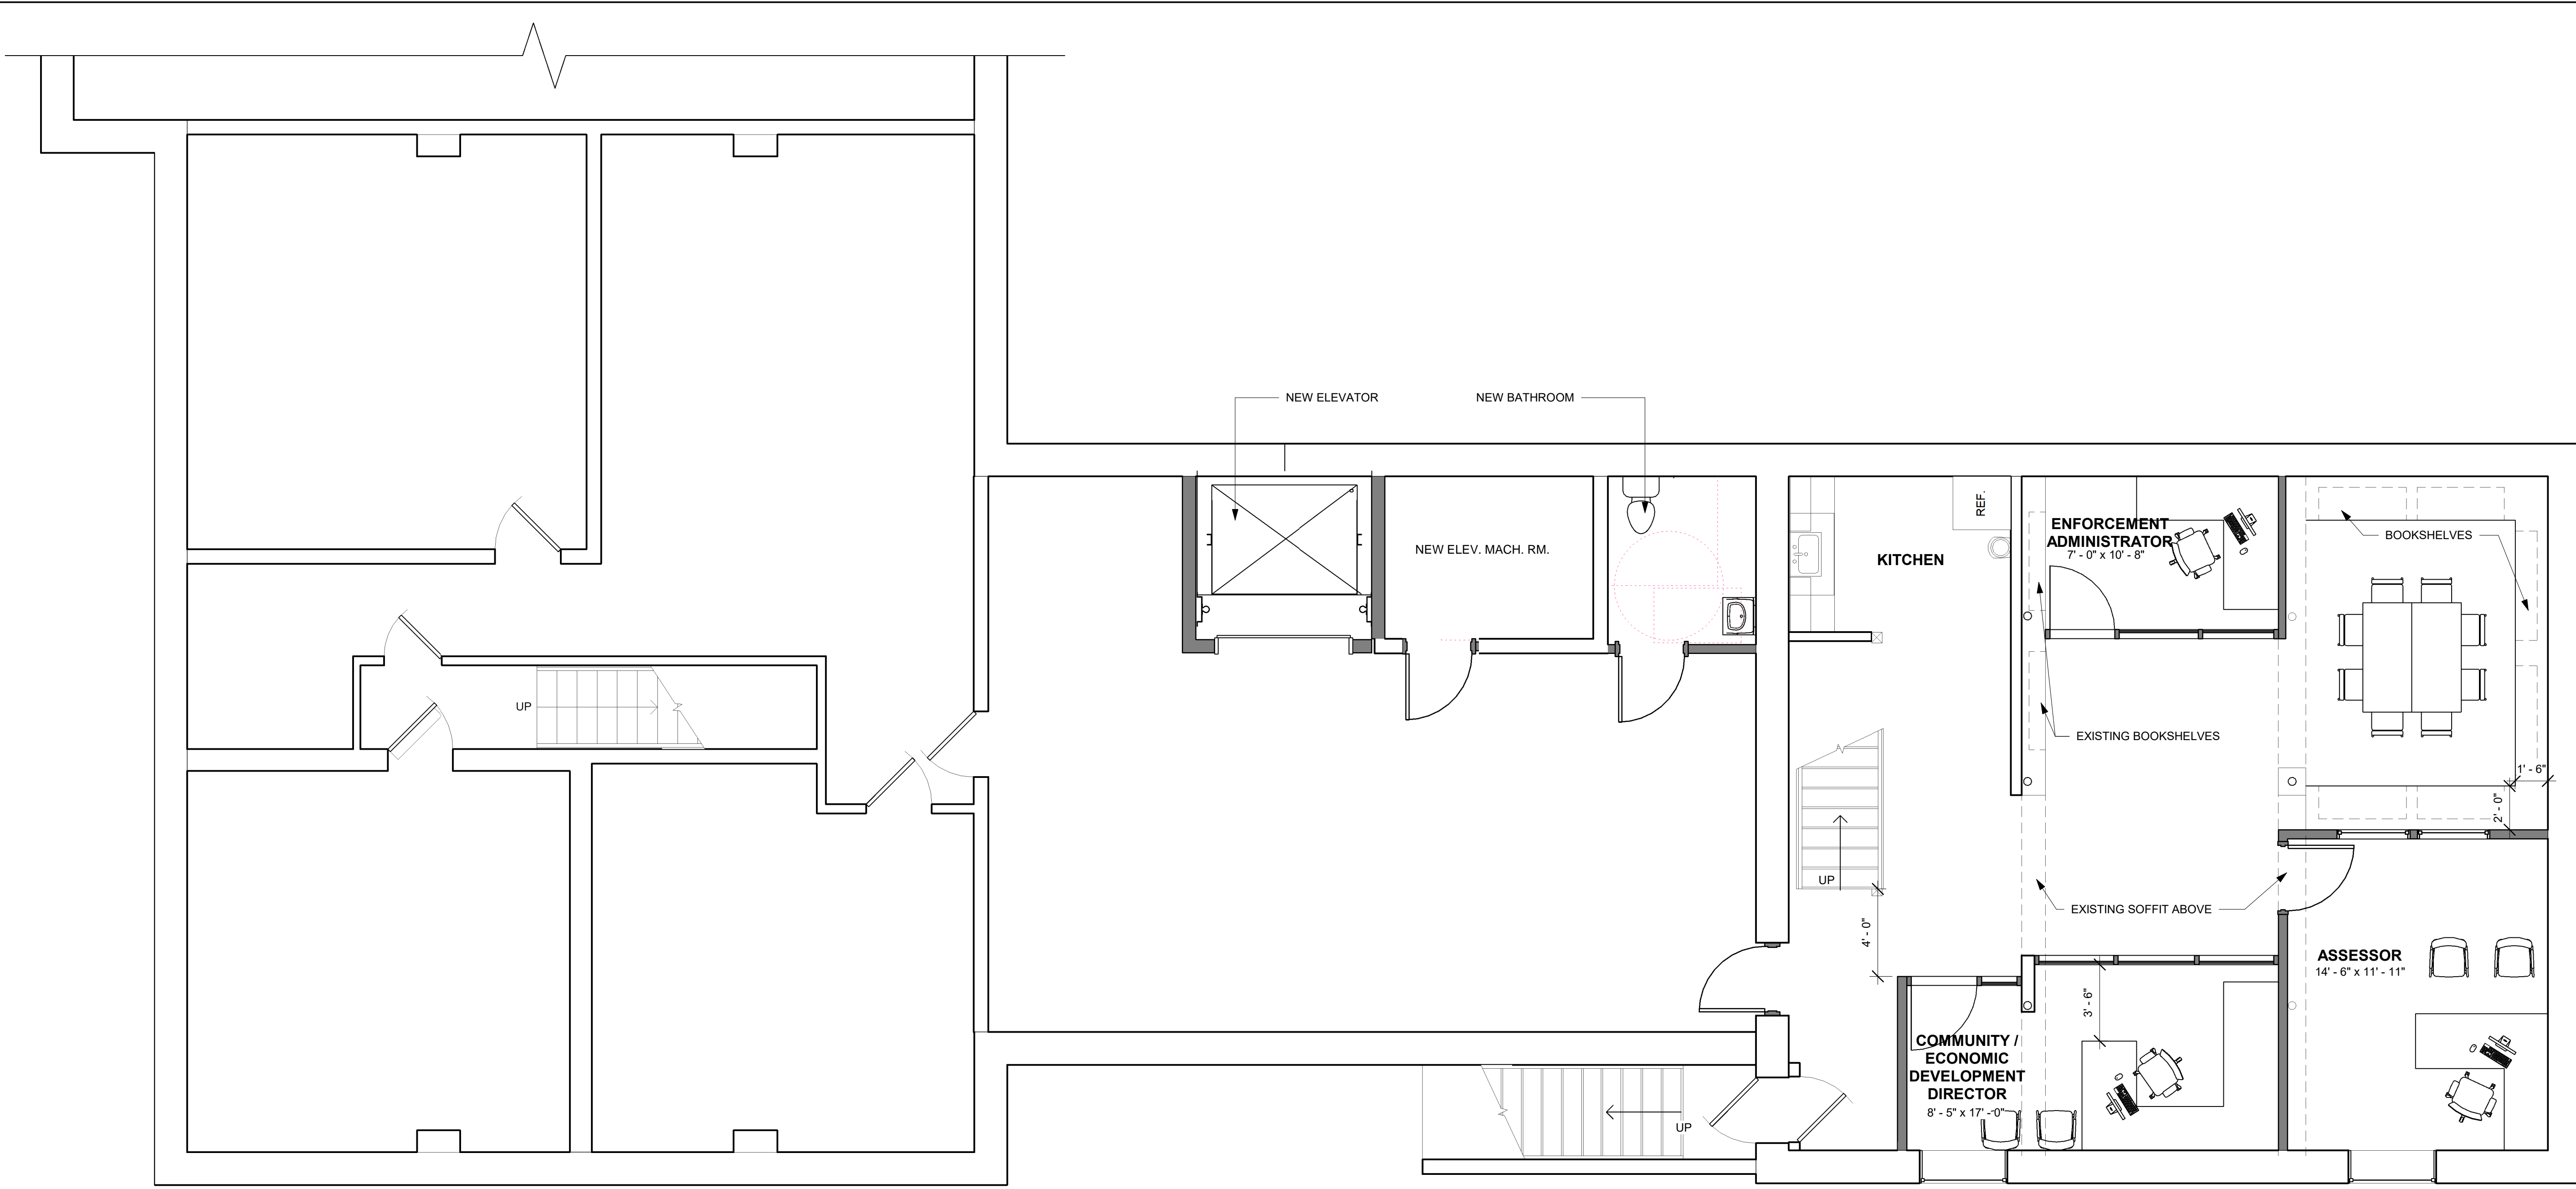 NEW ELEVATOR
NEW BATHROOM
NEW ELEV. MACH. RM.
KITCHEN
REF.
ENFORCEMENT
ADMINISTRATOR
7' - 0" x 10' - 8"
BOOKSHELVES
UP
EXISTING BOOKSHELVES
1' - 6"
2' - 0"
UP
EXISTING SOFFIT ABOVE
4' - 0"
ASSESSOR
14' - 6" x 11' - 11"
3' - 6"
COMMUNITY /
ECONOMIC
DEVELOPMENT
DIRECTOR
8' - 5" x 17' - 0"
UP